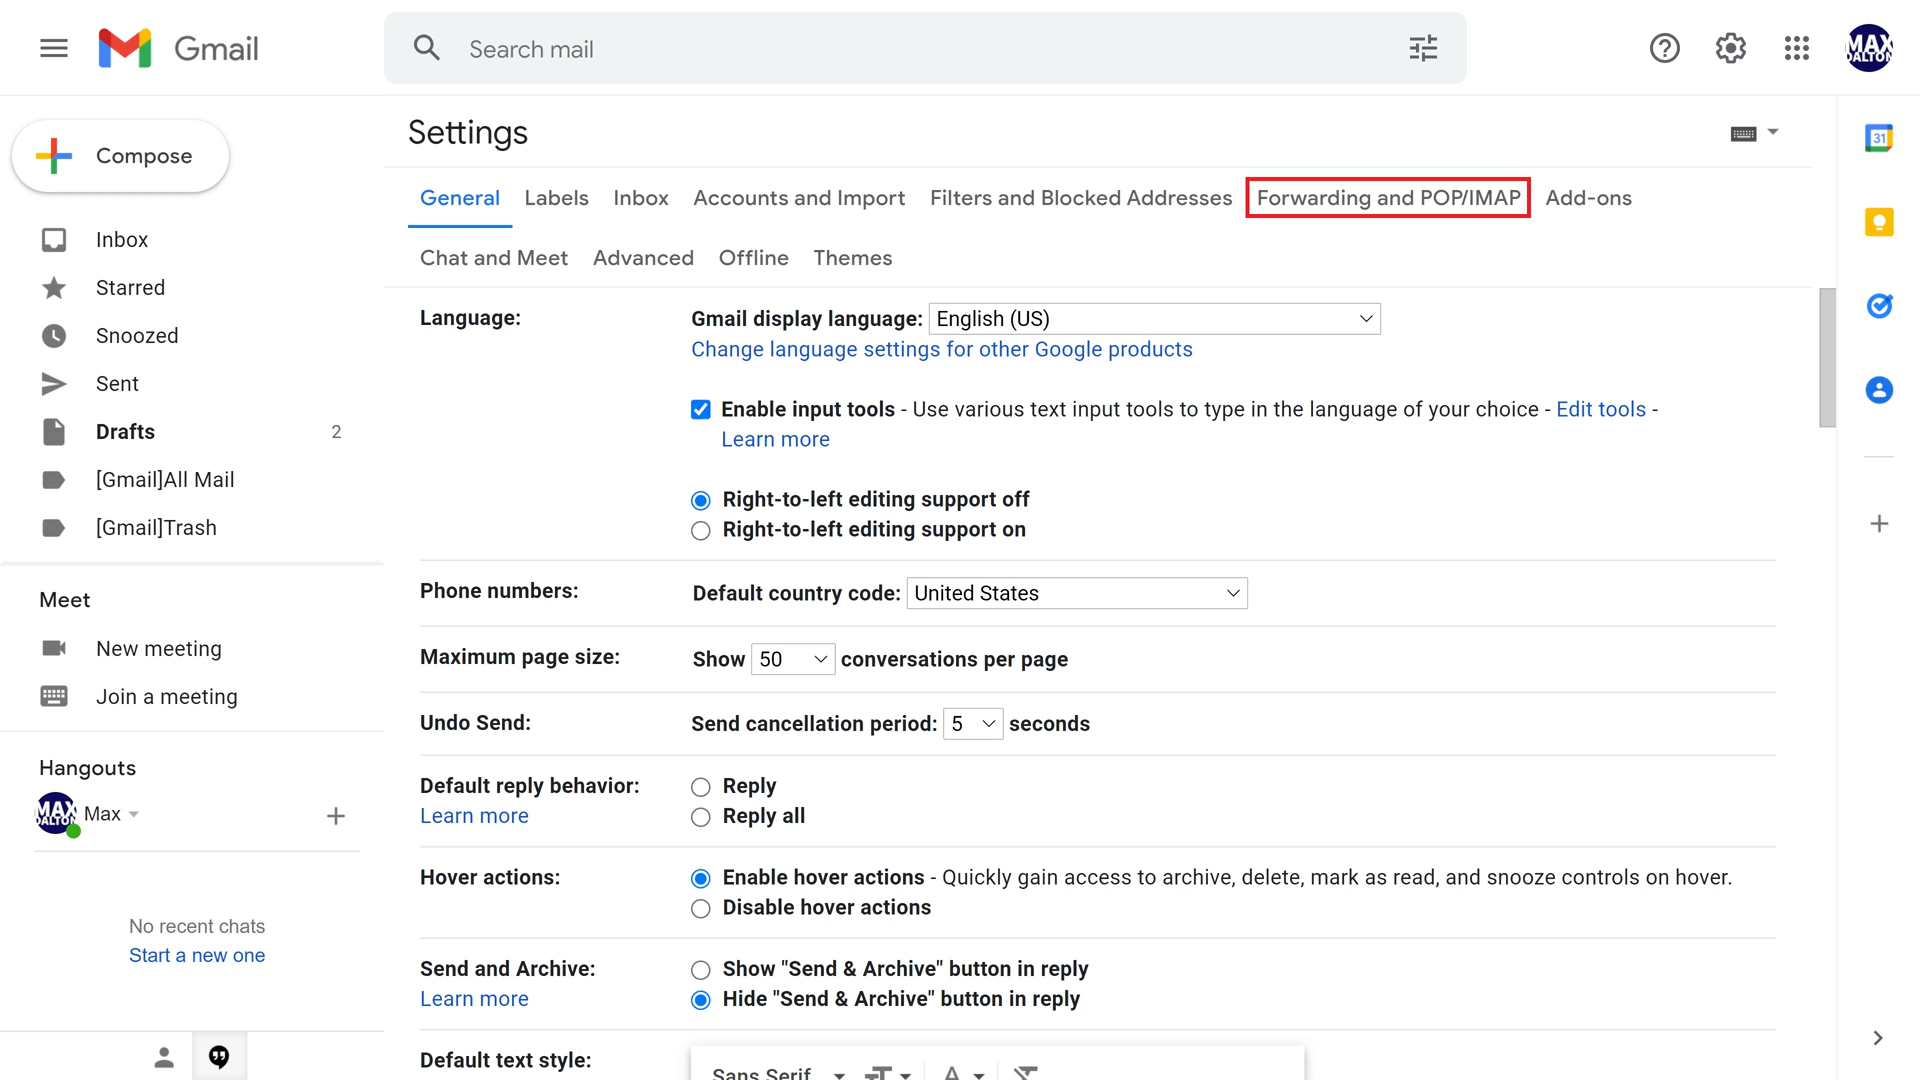 Gmail
Search mail
MAX
DALTON
Compose
Inbox
Starred
Snoozed
Sent
Drafts 2
[Gmail]All Mail
[Gmail]Trash
Meet
New meeting
Join a meeting
Hangouts
MAX
DALTON
Max
No recent chats
Start a new one
Settings
General Labels Inbox Accounts and Import Filters and Blocked Addresses Forwarding and POP/IMAP Add-ons
Chat and Meet Advanced Offline Themes
Language: Gmail display language: English (US)
Change language settings for other Google products
Enable input tools - Use various text input tools to type in the language of your choice - Edit tools -
Learn more
Right-to-left editing support off
Right-to-left editing support on
Phone numbers: Default country code: United States
Maximum page size: Show 50 conversations per page
Undo Send: Send cancellation period: 5 seconds
Default reply behavior: Reply
Learn more Reply all
Hover actions: Enable hover actions - Quickly gain access to archive, delete, mark as read, and snooze controls on hover.
Disable hover actions
Send and Archive: Show "Send & Archive" button in reply
Learn more Hide "Send & Archive" button in reply
Default text style: Sans Serif
31